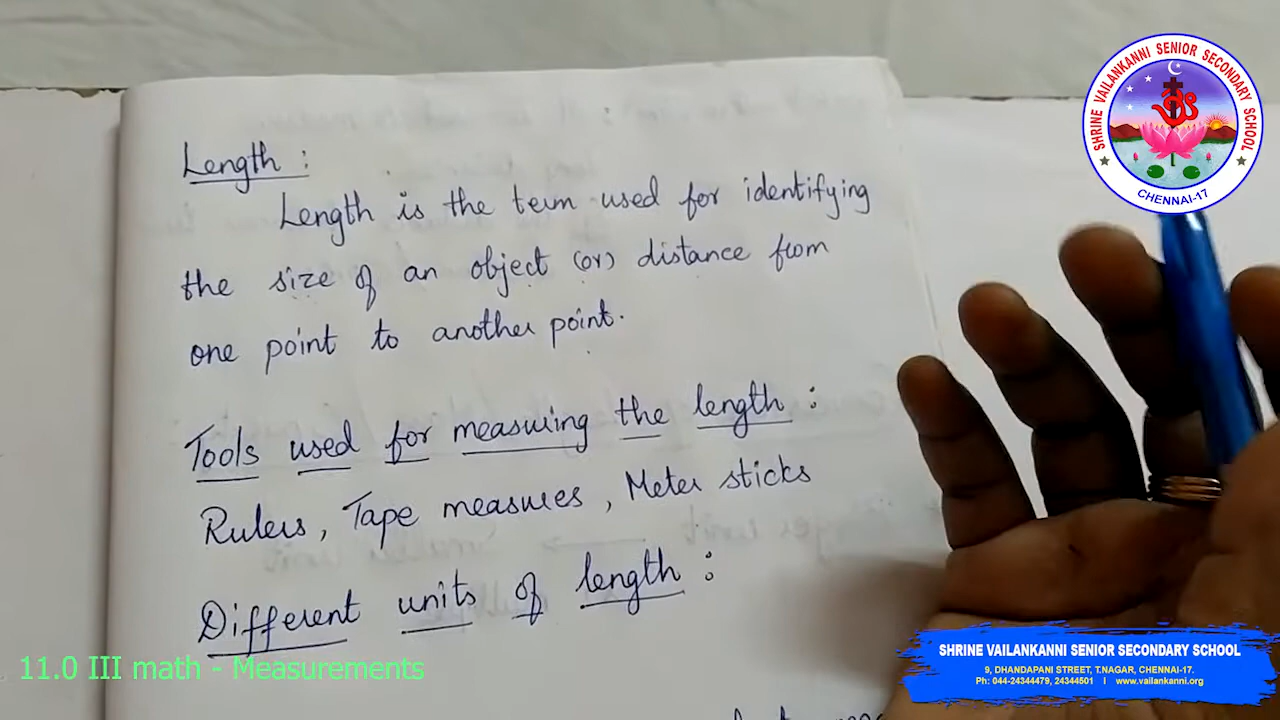 Length :
Length is the term used for identifying
the size of an object (or) distance from
one point to another point.
Tools used for measuring the length :
Rulers, Tape measures, Meter sticks
Different units of length :
11.0 III math - Measurements
SHRINE VAILANKANNI SENIOR SECONDARY SCHOOL
CHENNAI-17
SHRINE VAILANKANNI SENIOR SECONDARY SCHOOL
9, DHANDAPANI STREET, T.NAGAR, CHENNAI-17.
Ph: 044-24344479, 24344501 I www.vailankanni.org